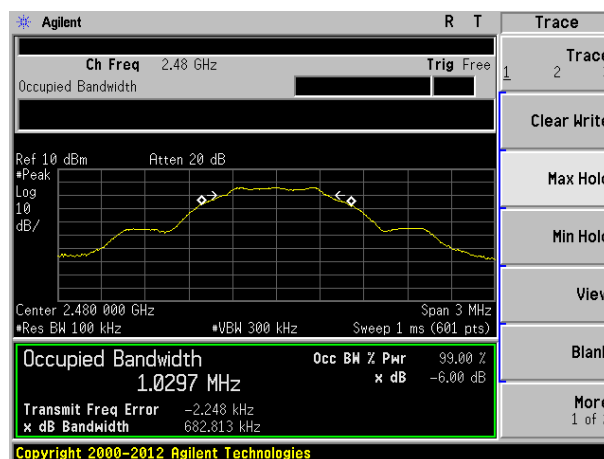 Agilent R T Trace
Ch Freq 2.48 GHz Trig Free
Occupied Bandwidth
Trace
1 2
Clear Write
Max Hold
Min Hold
View
Blank
More
1 of
Ref 10 dBm Atten 20 dB
#Peak
Log
10
dB/
Center 2.480 000 GHz Span 3 MHz
#Res BW 100 kHz #VBW 300 kHz Sweep 1 ms (601 pts)
Occupied Bandwidth Occ BW % Pwr 99.00 %
1.0297 MHz x dB -6.00 dB
Transmit Freq Error -2.248 kHz
x dB Bandwidth 682.813 kHz
Copyright 2000-2012 Agilent Technologies